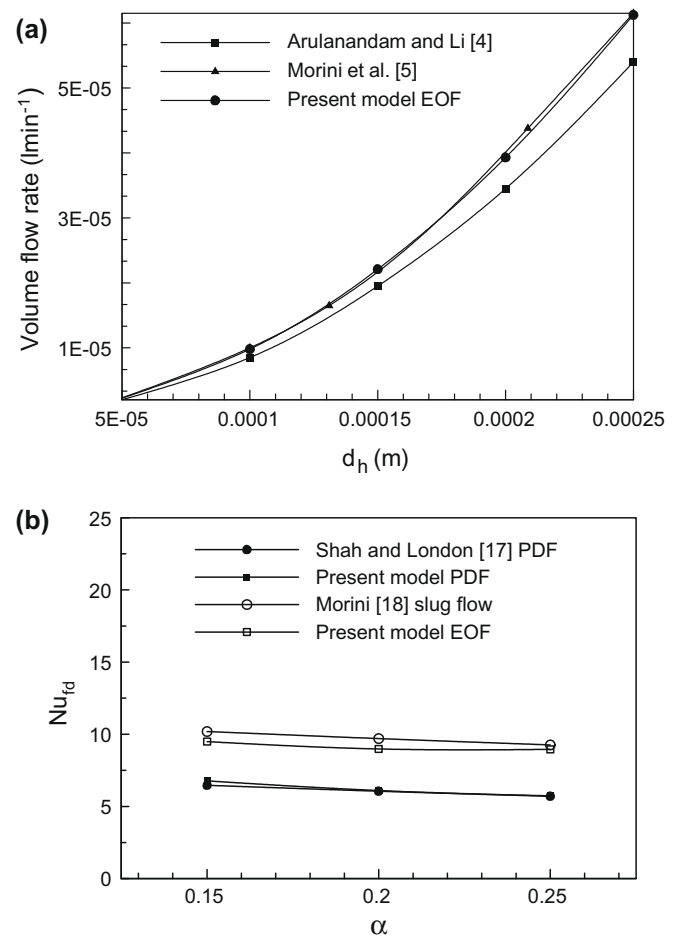 (a)
Arulanandam and Li [4]
Morini et al. [5]
Present model EOF
Volume flow rate (lmin⁻¹)
5E-05
3E-05
1E-05
5E-05 0.0001 0.00015 0.0002 0.00025
d_h (m)
(b)
Shah and London [17] PDF
Present model PDF
Morini [18] slug flow
Present model EOF
Nu_fd
25
20
15
10
5
0
0.15 0.2 0.25
α